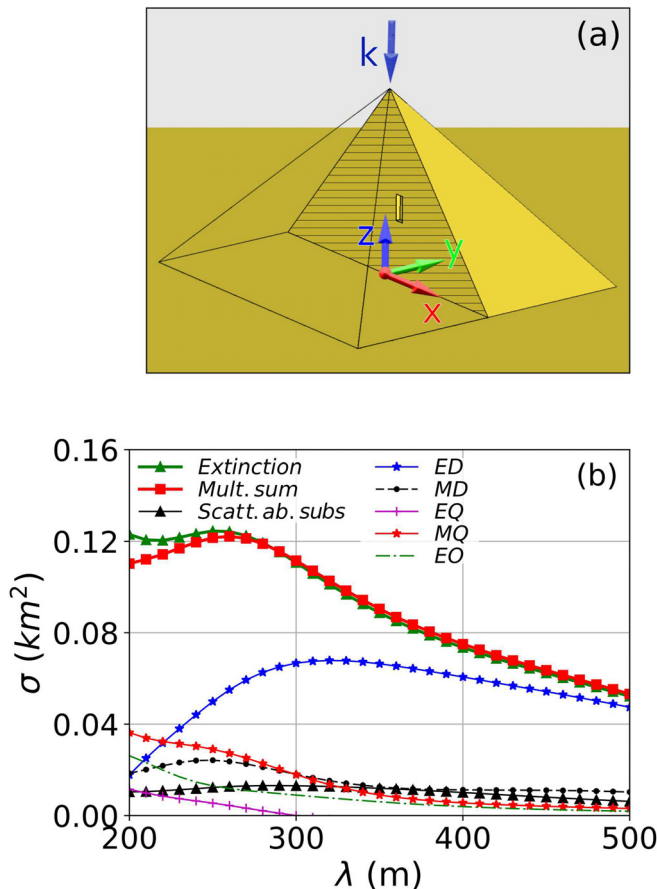 (a)
k
z
y
x
(b)
0.16
0.12
0.08
0.04
0.00
σ (km²)
Extinction
Mult. sum
Scatt. ab. subs
ED
MD
EQ
MQ
EO
200
300
400
500
λ (m)